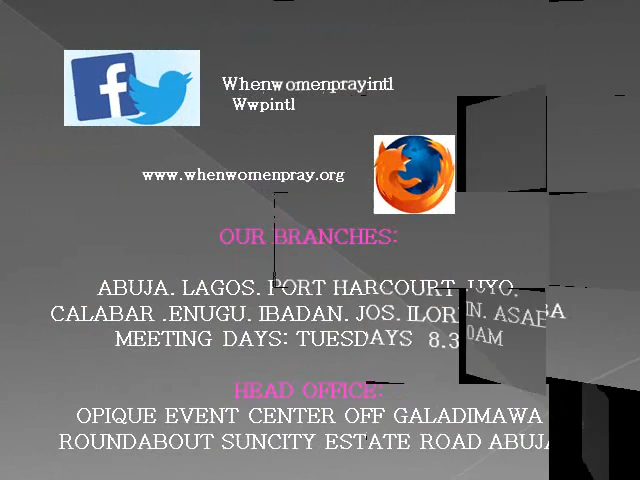 Whenwomenprayintl
Wwpintl
www.whenwomenpray.org
OUR BRANCHES:
ABUJA. LAGOS. PORT HARCOURT. UYO.
CALABAR .ENUGU. IBADAN. JOS. ILORIN. ASABA
MEETING DAYS: TUESDAYS 8.30AM
HEAD OFFICE:
OPIQUE EVENT CENTER OFF GALADIMAWA
ROUNDABOUT SUNCITY ESTATE ROAD ABUJA